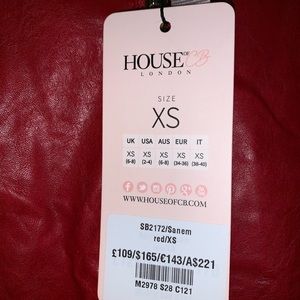 HOUSE OF CB
LONDON
SIZE
XS
UK USA AUS EUR IT
XS XS XS XS XS
(6-8) (2-4) (6-8) (34-36) (38-40)
WWW.HOUSEOFCB.COM
SB2172/Sanem
red/XS
£109/$165/€143/A$221
M2978 S28 C121